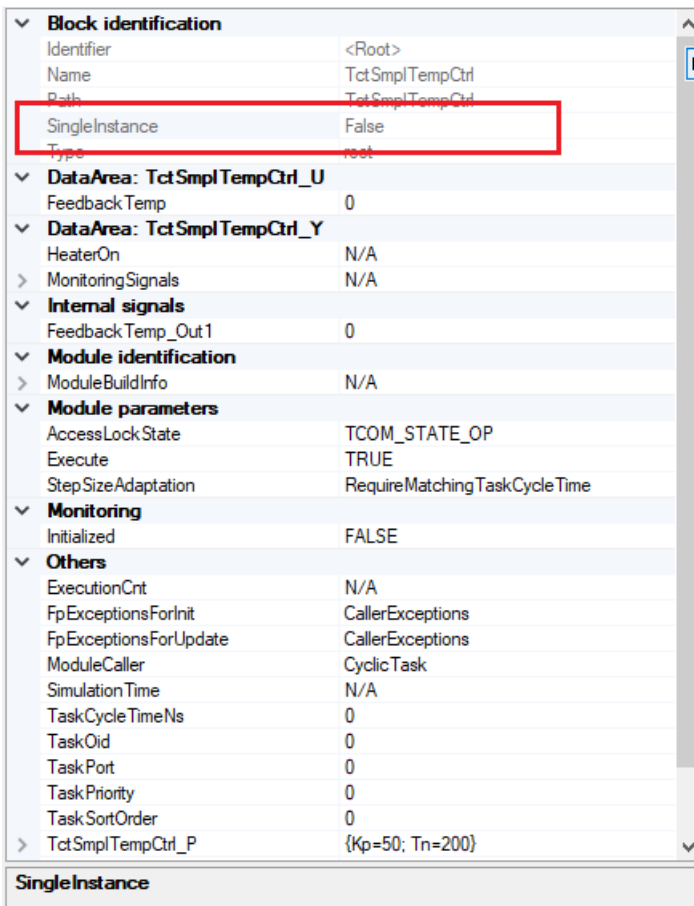 Block identification
Identifier <Root>
Name TctSmplTempCtrl
Path TctSmplTempCtrl
SingleInstance False
Type root
DataArea: TctSmplTempCtrl_U
FeedbackTemp 0
DataArea: TctSmplTempCtrl_Y
HeaterOn N/A
MonitoringSignals N/A
Internal signals
FeedbackTemp_Out1 0
Module identification
ModuleBuildInfo N/A
Module parameters
AccessLockState TCOM_STATE_OP
Execute TRUE
StepSizeAdaptation RequireMatchingTaskCycleTime
Monitoring
Initialized FALSE
Others
ExecutionCnt N/A
FpExceptionsForInit CallerExceptions
FpExceptionsForUpdate CallerExceptions
ModuleCaller CyclicTask
SimulationTime N/A
TaskCycleTimeNs 0
TaskOid 0
TaskPort 0
TaskPriority 0
TaskSortOrder 0
TctSmplTempCtrl_P {Kp=50; Tn=200}
SingleInstance